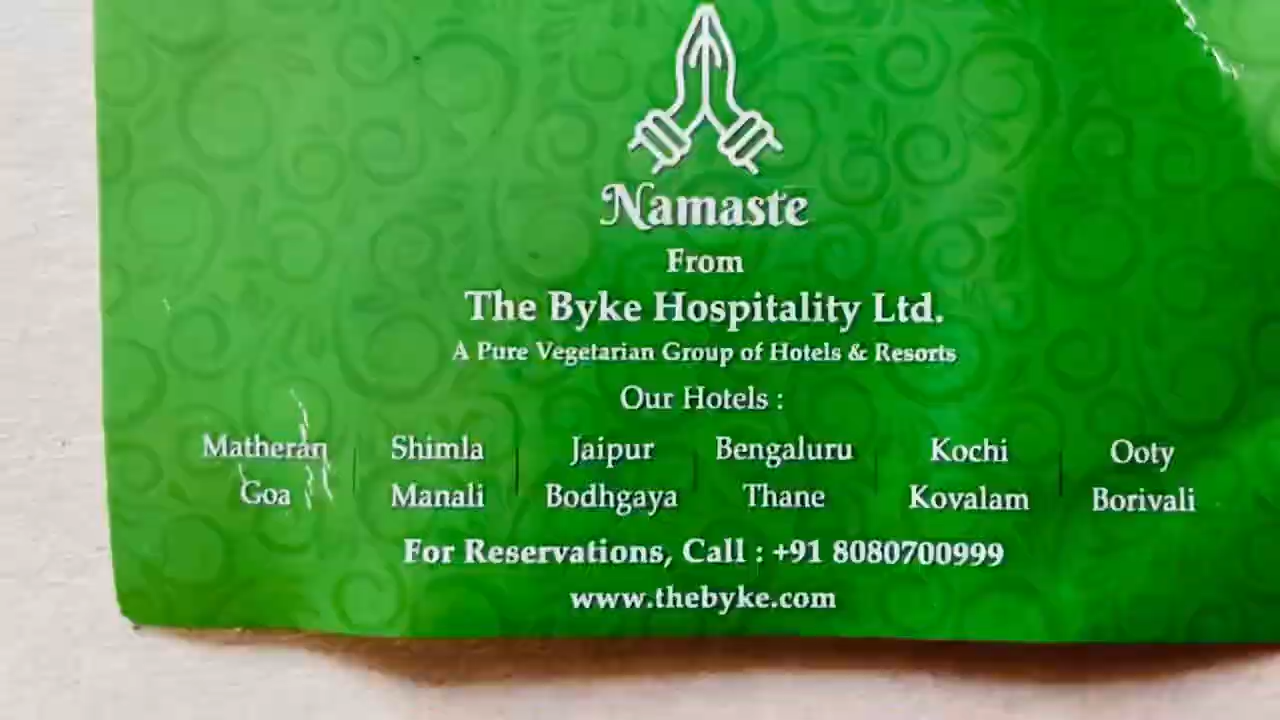 Namaste
From
The Byke Hospitality Ltd.
A Pure Vegetarian Group of Hotels & Resorts
Our Hotels :
Matheran Shimla Jaipur Bengaluru Kochi Ooty
Goa Manali Bodhgaya Thane Kovalam Borivali
For Reservations, Call : +91 8080700999
www.thebyke.com